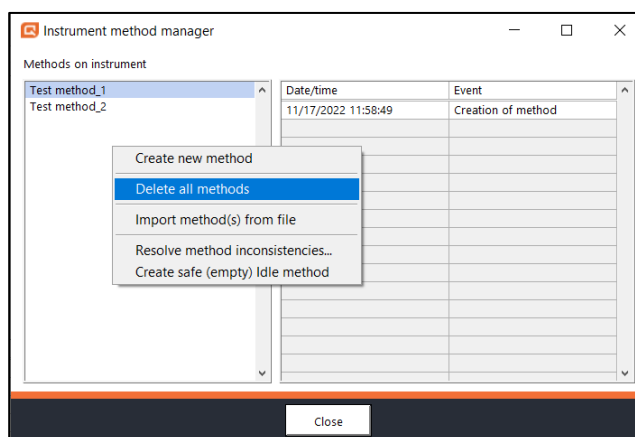 Instrument method manager
Methods on instrument
Test method_1
Test method_2
Date/time Event
11/17/2022 11:58:49 Creation of method
Create new method
Delete all methods
Import method(s) from file
Resolve method inconsistencies...
Create safe (empty) Idle method
Close